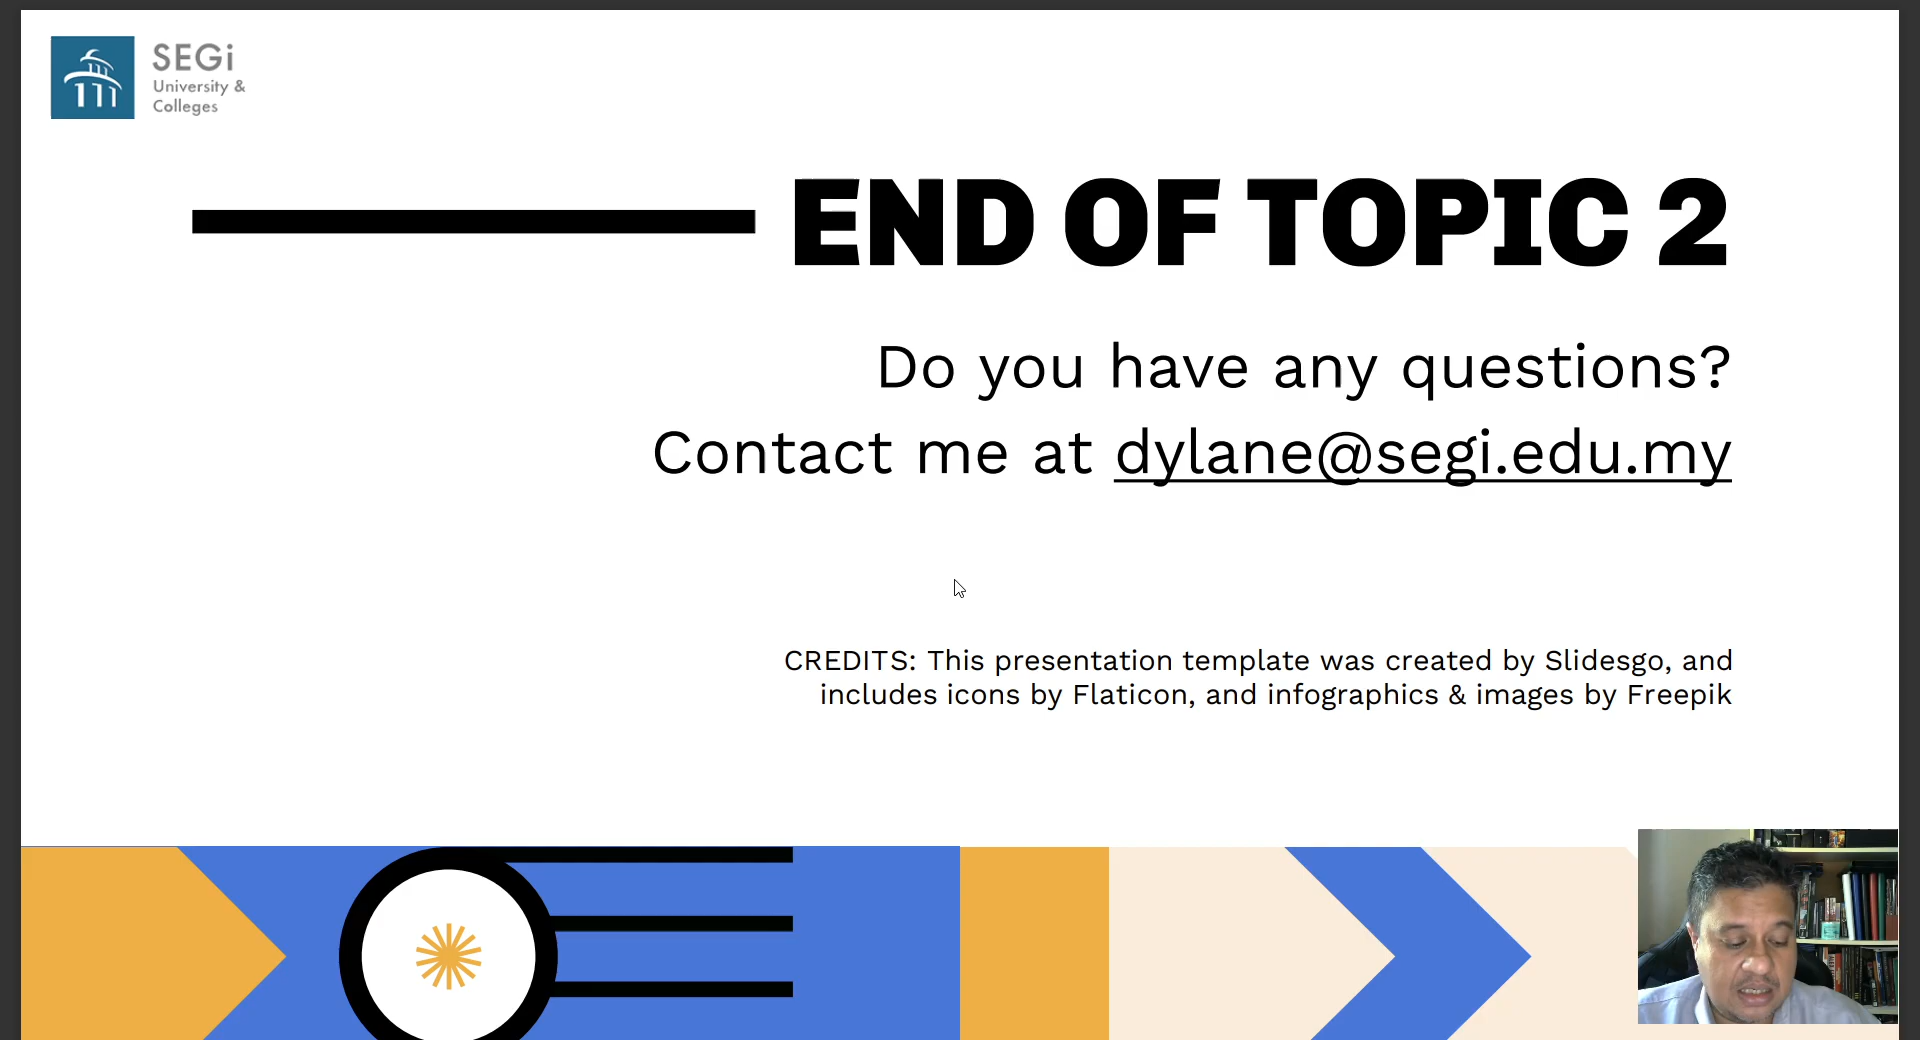 SEGi
University &
Colleges
END OF TOPIC 2
Do you have any questions?
Contact me at dylane@segi.edu.my
CREDITS: This presentation template was created by Slidesgo, and
includes icons by Flaticon, and infographics & images by Freepik